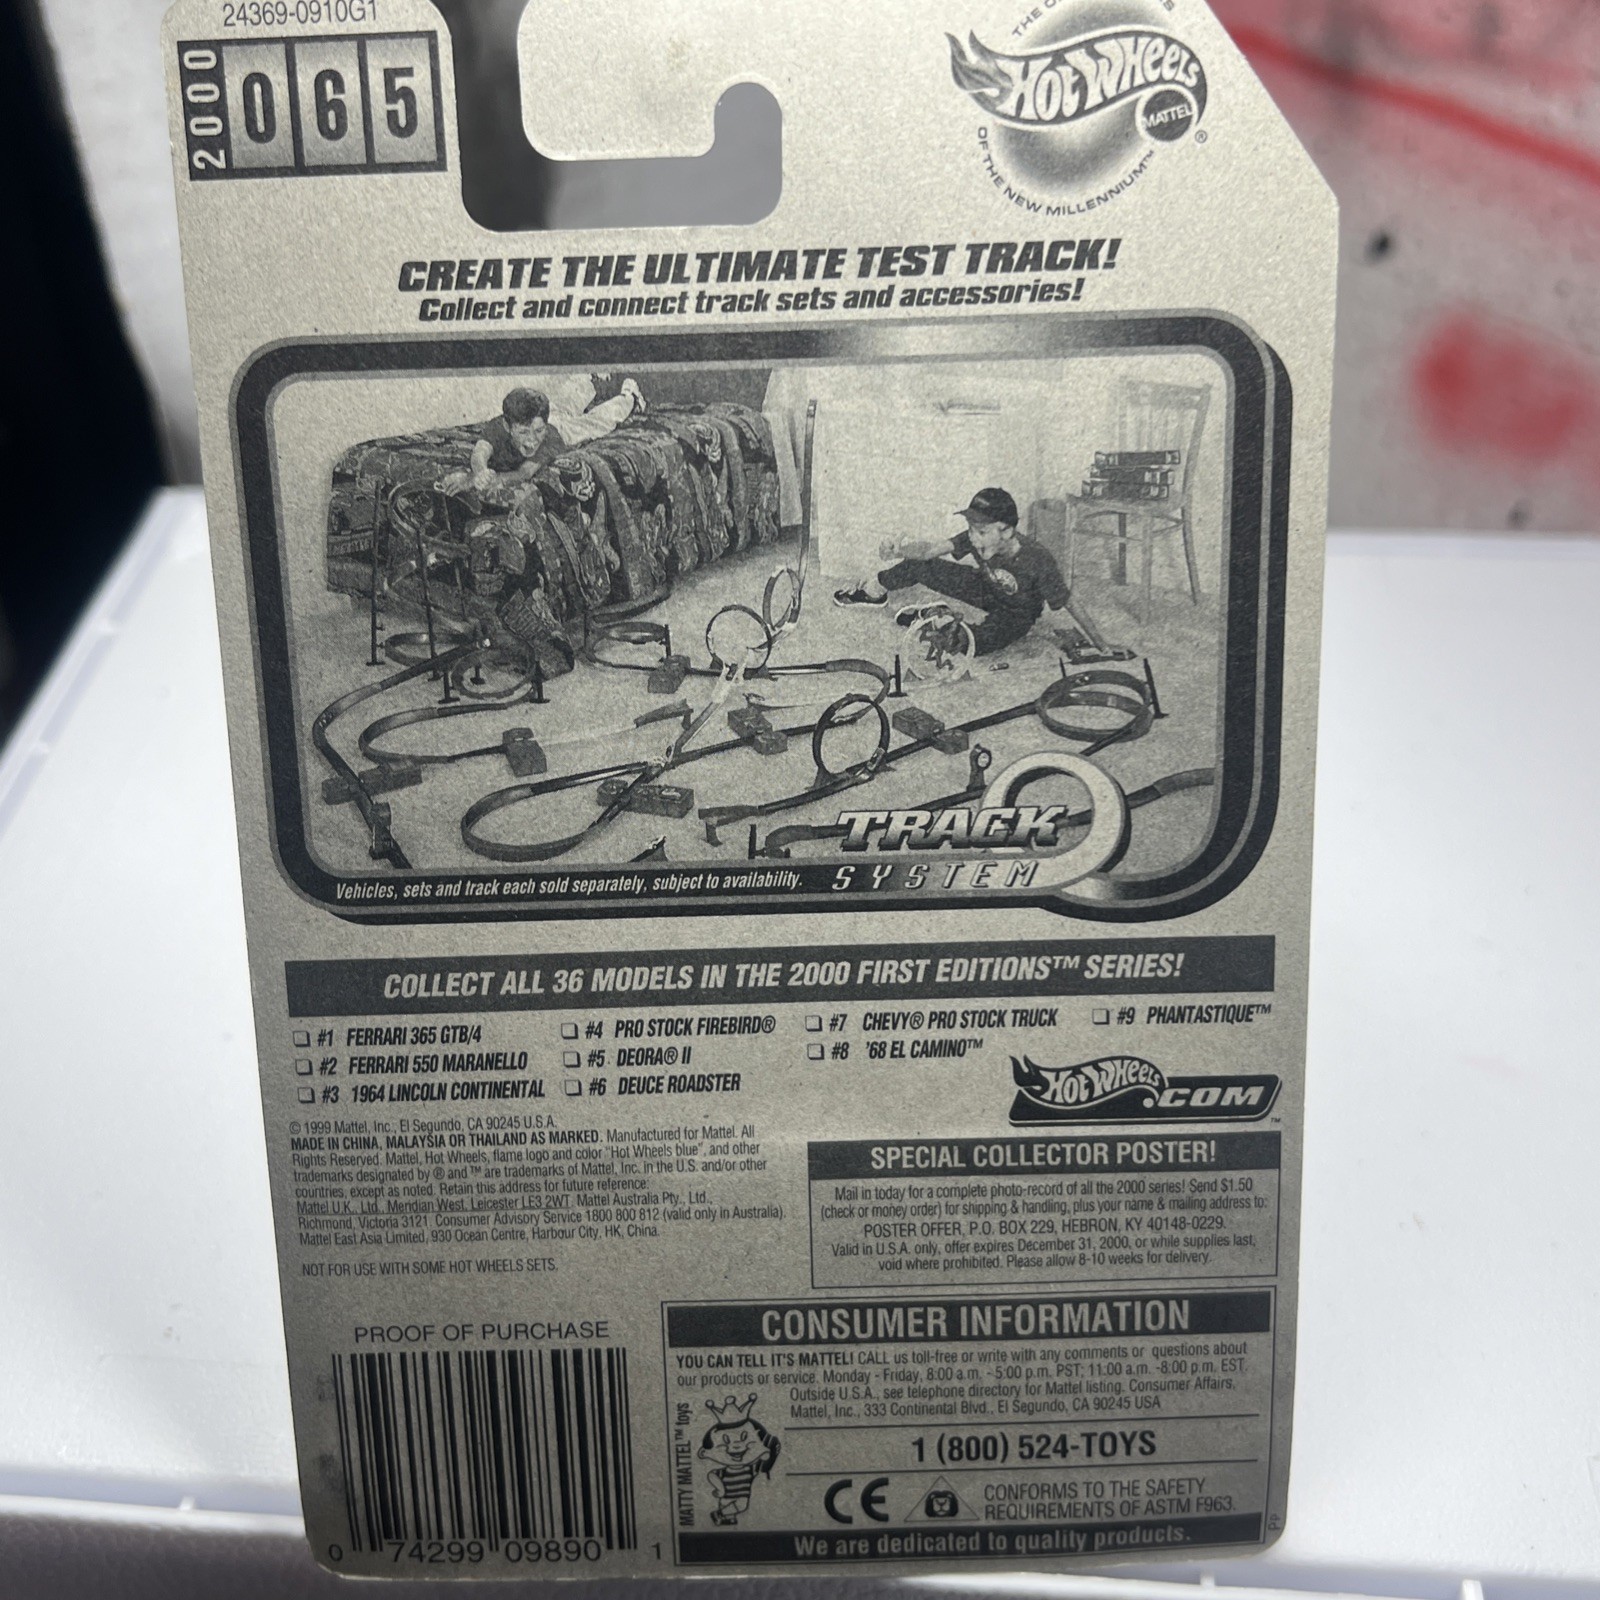 24369-0910G1
2000 065
THE O
OF THE NEW MILLENNIUM™
HOT WHEELS
MATTEL ®
CREATE THE ULTIMATE TEST TRACK!
Collect and connect track sets and accessories!
TRACK
SYSTEM
Vehicles, sets and track each sold separately, subject to availability.
COLLECT ALL 36 MODELS IN THE 2000 FIRST EDITIONS™ SERIES!
#1 FERRARI 365 GTB/4
#2 FERRARI 550 MARANELLO
#3 1964 LINCOLN CONTINENTAL
#4 PRO STOCK FIREBIRD®
#5 DEORA® II
#6 DEUCE ROADSTER
#7 CHEVY® PRO STOCK TRUCK
#8 '68 EL CAMINO™
#9 PHANTASTIQUE™
HOT WHEELS.COM™
© 1999 Mattel, Inc., El Segundo, CA 90245 U.S.A.
MADE IN CHINA, MALAYSIA OR THAILAND AS MARKED. Manufactured for Mattel. All
Rights Reserved. Mattel, Hot Wheels, flame logo and color "Hot Wheels blue", and other
trademarks designated by ® and ™ are trademarks of Mattel, Inc. in the U.S. and/or other
countries, except as noted. Retain this address for future reference:
Mattel U.K., Ltd., Meridian West, Leicester LE3 2WT. Mattel Australia Pty., Ltd.,
Richmond, Victoria 3121. Consumer Advisory Service 1800 800 812 (valid only in Australia).
Mattel East Asia Limited, 930 Ocean Centre, Harbour City, HK, China.
NOT FOR USE WITH SOME HOT WHEELS SETS.
SPECIAL COLLECTOR POSTER!
Mail in today for a complete photo-record of all the 2000 series! Send $1.50
(check or money order) for shipping & handling, plus your name & mailing address to:
POSTER OFFER, P.O. BOX 229, HEBRON, KY 40148-0229.
Valid in U.S.A. only, offer expires December 31, 2000, or while supplies last,
void where prohibited. Please allow 8-10 weeks for delivery.
PROOF OF PURCHASE
0 74299 09890 1
CONSUMER INFORMATION
YOU CAN TELL IT'S MATTEL! CALL us toll-free or write with any comments or questions about
our products or service. Monday - Friday, 8:00 a.m. - 5:00 p.m. PST; 11:00 a.m. -8:00 p.m. EST.
Outside U.S.A., see telephone directory for Mattel listing. Consumer Affairs,
Mattel, Inc., 333 Continental Blvd., El Segundo, CA 90245 USA
MATTY MATTEL™ toys
1 (800) 524-TOYS
CE
CONFORMS TO THE SAFETY
REQUIREMENTS OF ASTM F963.
We are dedicated to quality products.
PP